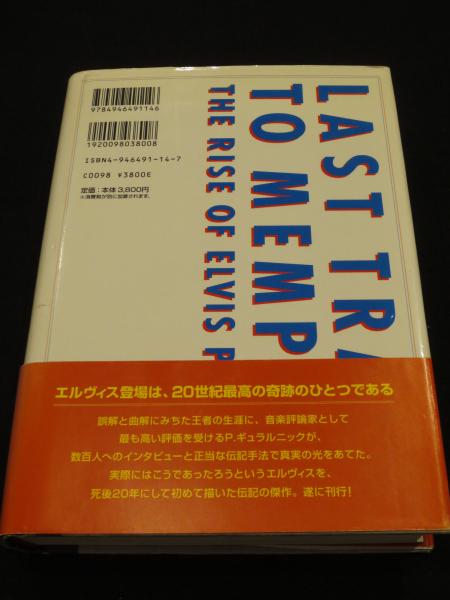 9784946491146
1920098038008
ISBN4-946491-14-7
C0098 ¥3800E
定価：本体3,800円
※消費税が別に加算されます。
LAST TRA
TO MEMP
THE RISE OF ELVIS P
エルヴィス登場は、20世紀最高の奇跡のひとつである
誤解と曲解にみちた王者の生涯に、音楽評論家として
最も高い評価を受けるP.ギュラルニックが、
数百人へのインタビューと正当な伝記手法で真実の光をあてた。
実際にはこうであったろうというエルヴィスを、
死後20年にして初めて描いた伝記の傑作。遂に刊行！